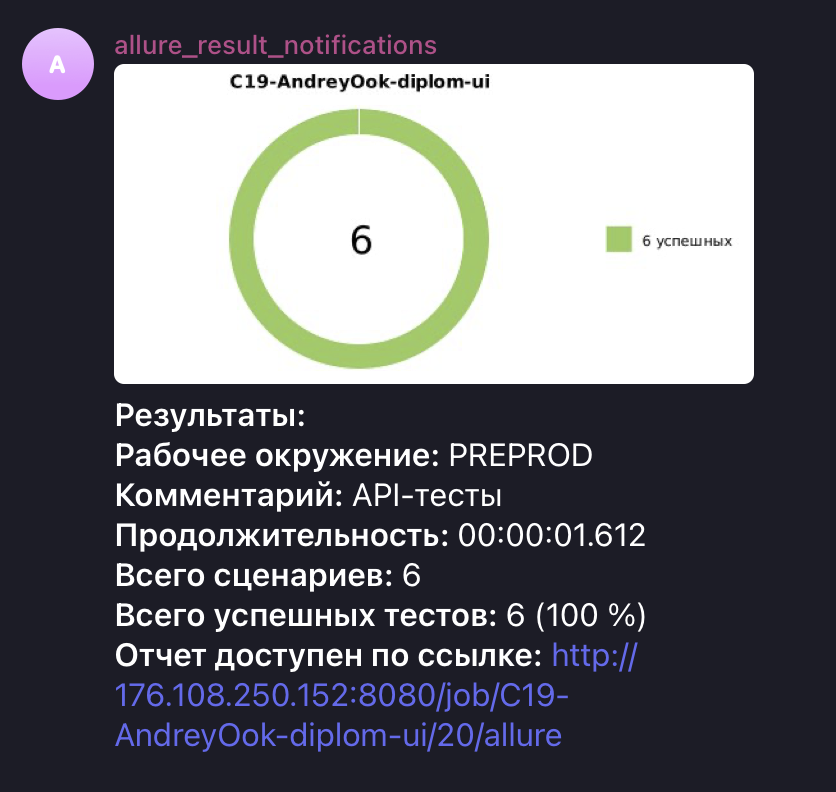 A
allure_result_notifications
C19-AndreyOok-diplom-ui
6
6 успешных
Результаты:
Рабочее окружение: PREPROD
Комментарий: API-тесты
Продолжительность: 00:00:01.612
Всего сценариев: 6
Всего успешных тестов: 6 (100 %)
Отчет доступен по ссылке: http://
176.108.250.152:8080/job/C19-
AndreyOok-diplom-ui/20/allure